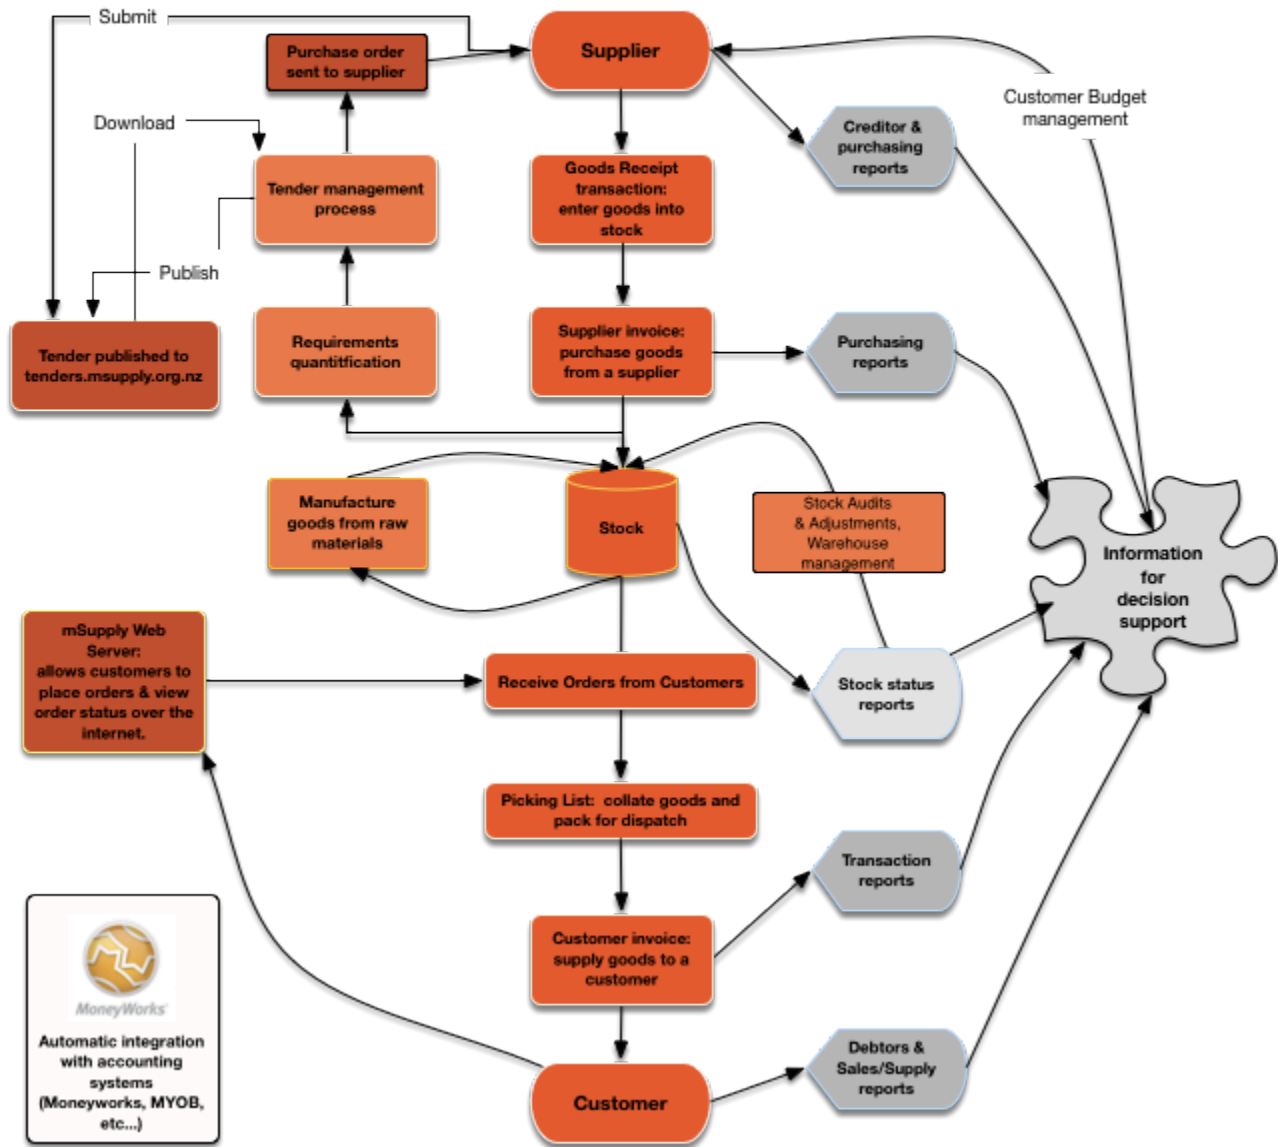 Submit
Purchase order
sent to supplier
Supplier
Customer Budget
management
Download
Creditor &
purchasing
reports
Tender management
process
Goods Receipt
transaction:
enter goods into
stock
Publish
Tender published to
tenders.msupply.org.nz
Requirements
quantitfication
Supplier invoice:
purchase goods
from a supplier
Purchasing
reports
Manufacture
goods from raw
materials
Stock
Stock Audits
& Adjustments,
Warehouse
management
Information
for
decision
support
mSupply Web
Server:
allows customers to
place orders & view
order status over the
internet.
Receive Orders from Customers
Stock status
reports
Picking List:  collate goods and
pack for dispatch
Transaction
reports
Customer invoice:
supply goods to a
customer
MoneyWorks
Automatic integration
with accounting
systems
(Moneyworks, MYOB,
etc...)
Debtors &
Sales/Supply
reports
Customer